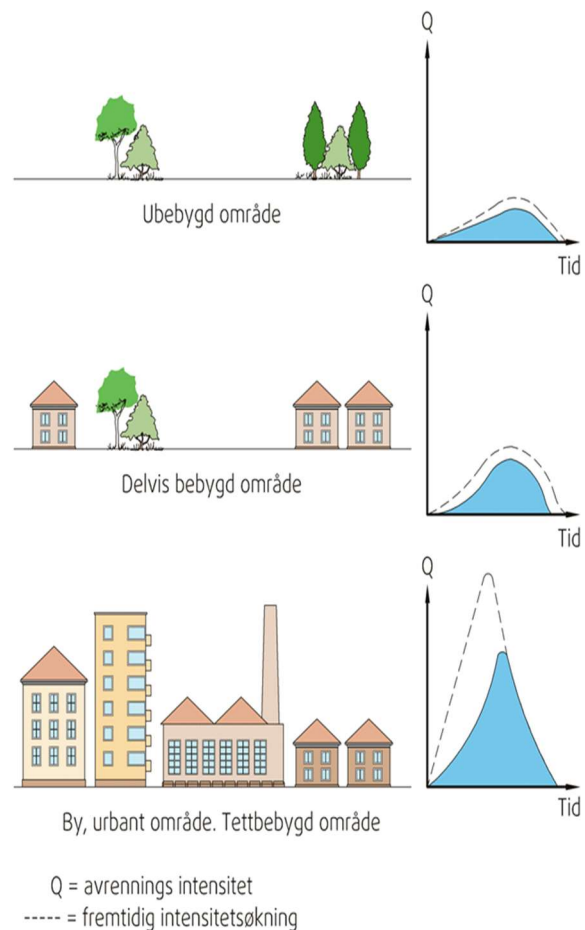 Q
Ubebygd område
Tid
Q
Delvis bebygd område
Tid
Q
By, urbant område. Tettbebygd område
Tid
Q = avrennings intensitet
----- = fremtidig intensitetsøkning